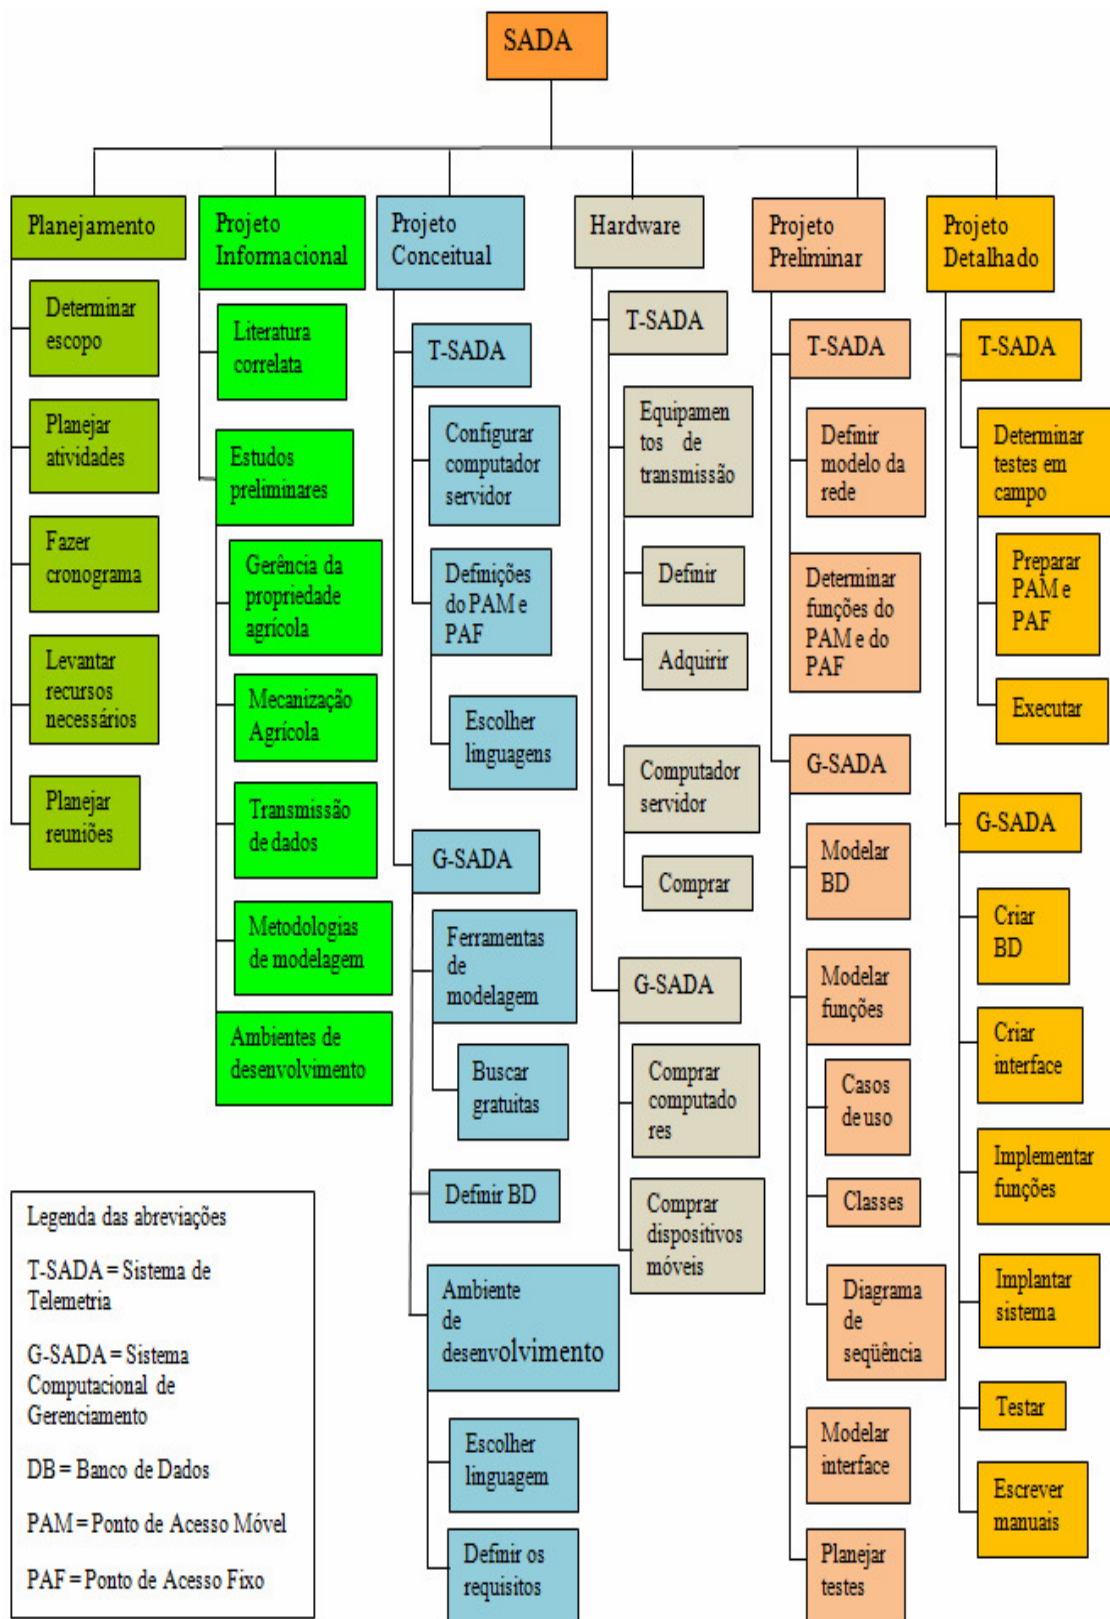 SADA
Planejamento
Determinar
escopo
Planejar
atividades
Fazer
cronograma
Levantar
recursos
necessários
Planejar
reuniões
Projeto
Informacional
Literatura
correlata
Estudos
preliminares
Gerência da
propriedade
agrícola
Mecanização
Agrícola
Transmissão
de dados
Metodologias
de modelagem
Ambientes de
desenvolvimento
Projeto
Conceitual
T-SADA
Configurar
computador
servidor
Definições
do PAM e
PAF
Escolher
linguagens
G-SADA
Ferramentas
de
modelagem
Buscar
gratuitas
Definir BD
Ambiente
de
desenvolvimento
Escolher
linguagem
Definir os
requisitos
Hardware
T-SADA
Equipamen
tos de
transmissão
Definir
Adquirir
Computador
servidor
Comprar
G-SADA
Comprar
computado
res
Comprar
dispositivos
móveis
Projeto
Preliminar
T-SADA
Definir
modelo da
rede
Determinar
funções do
PAM e do
PAF
G-SADA
Modelar
BD
Modelar
funções
Casos
de uso
Classes
Diagrama
de
seqüência
Modelar
interface
Planejar
testes
Projeto
Detalhado
T-SADA
Determinar
testes em
campo
Preparar
PAM e
PAF
Executar
G-SADA
Criar
BD
Criar
interface
Implementar
funções
Implantar
sistema
Testar
Escrever
manuais
Legenda das abreviações
T-SADA = Sistema de
Telemetria
G-SADA = Sistema
Computacional de
Gerenciamento
DB = Banco de Dados
PAM = Ponto de Acesso Móvel
PAF = Ponto de Acesso Fixo